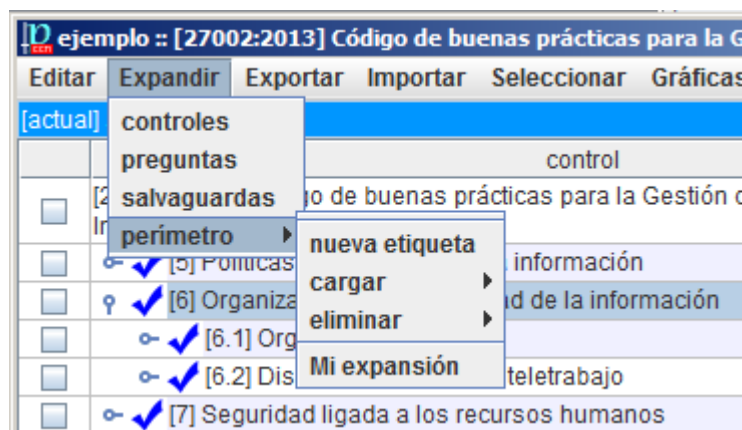 ejemplo :: [27002:2013] Código de buenas prácticas para la G
Editar Expandir Exportar Importar Seleccionar Gráficas
[actual]
controles
preguntas
salvaguardas
perímetro
nueva etiqueta
cargar
eliminar
Mi expansión
control
go de buenas prácticas para la Gestión
[5] Políticas información
[6] Organiza ad de la información
[6.1] Org
[6.2] Dis teletrabajo
[7] Seguridad ligada a los recursos humanos